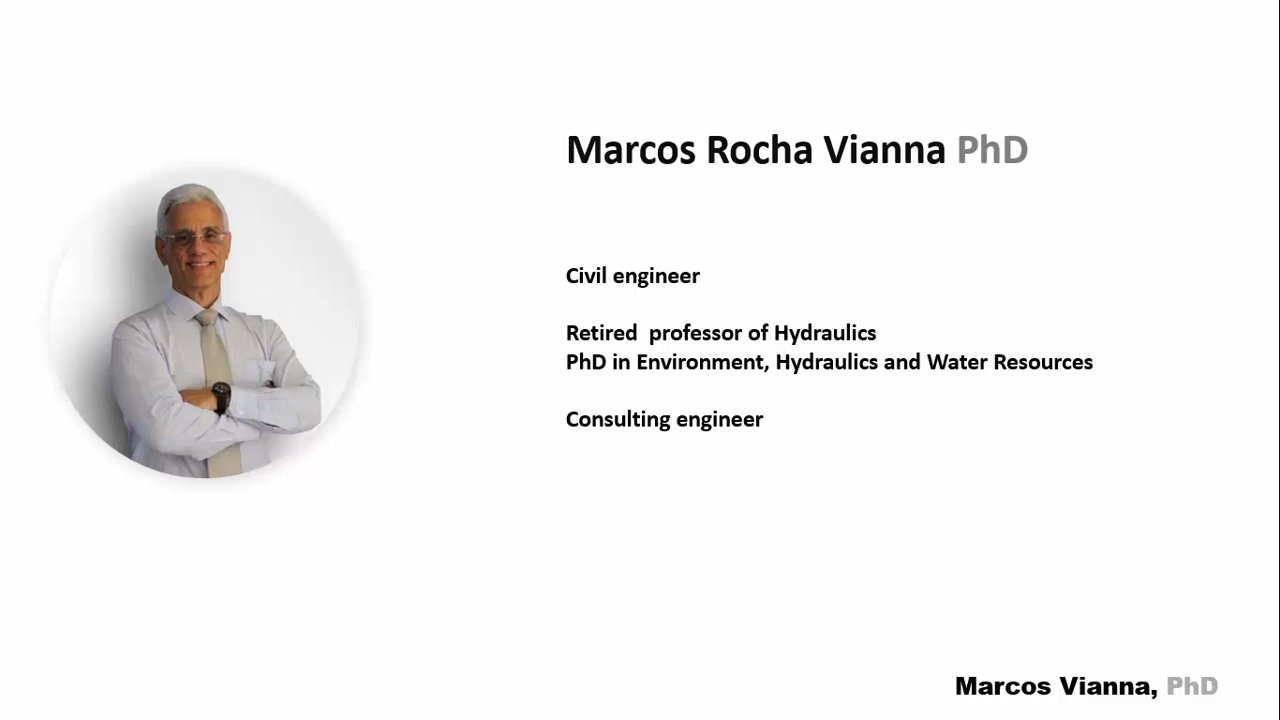 Marcos Rocha Vianna PhD
Civil engineer
Retired  professor of Hydraulics
PhD in Environment, Hydraulics and Water Resources
Consulting engineer
Marcos Vianna, PhD